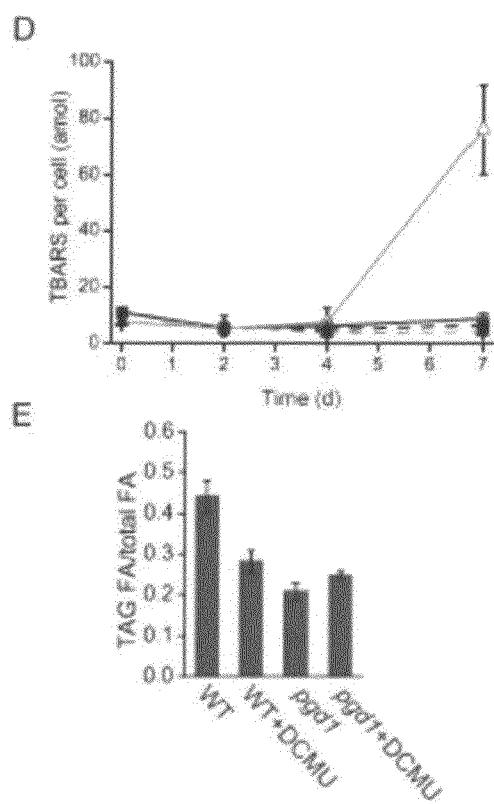 D
TBARS per cell (amol)
100
80
60
40
20
0
0 1 2 3 4 5 6 7
Time (d)
E
TAG FA/total FA
0.6
0.5
0.4
0.3
0.2
0.1
0.0
WT
WT+DCMU
pgd1
pgd1+DCMU